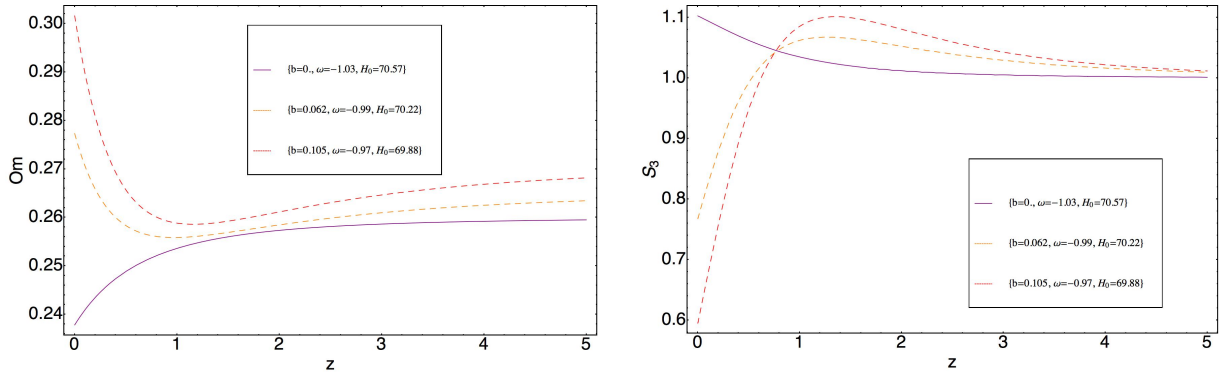 0.30
0.29
0.28
0.27
0.26
0.25
0.24
Om
{b=0., ω=−1.03, H₀=70.57}
{b=0.062, ω=−0.99, H₀=70.22}
{b=0.105, ω=−0.97, H₀=69.88}
0 1 2 3 4 5
z
1.1
1.0
0.9
0.8
0.7
0.6
S₃
{b=0., ω=−1.03, H₀=70.57}
{b=0.062, ω=−0.99, H₀=70.22}
{b=0.105, ω=−0.97, H₀=69.88}
0 1 2 3 4 5
z